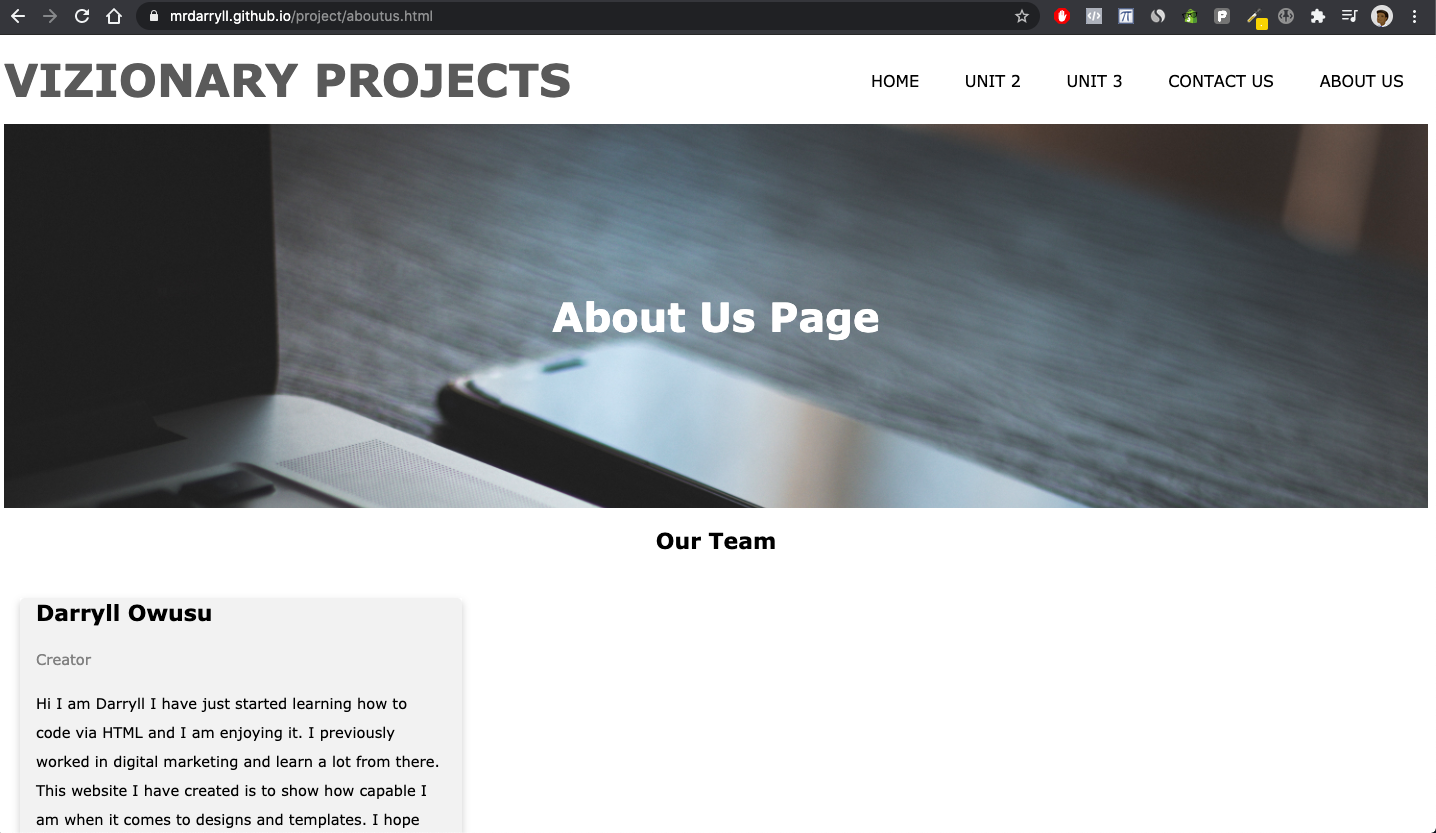 mrdarryll.github.io/project/aboutus.html
VIZIONARY PROJECTS
HOME UNIT 2 UNIT 3 CONTACT US ABOUT US
About Us Page
Our Team
Darryll Owusu
Creator
Hi I am Darryll I have just started learning how to
code via HTML and I am enjoying it. I previously
worked in digital marketing and learn a lot from there.
This website I have created is to show how capable I
am when it comes to designs and templates. I hope